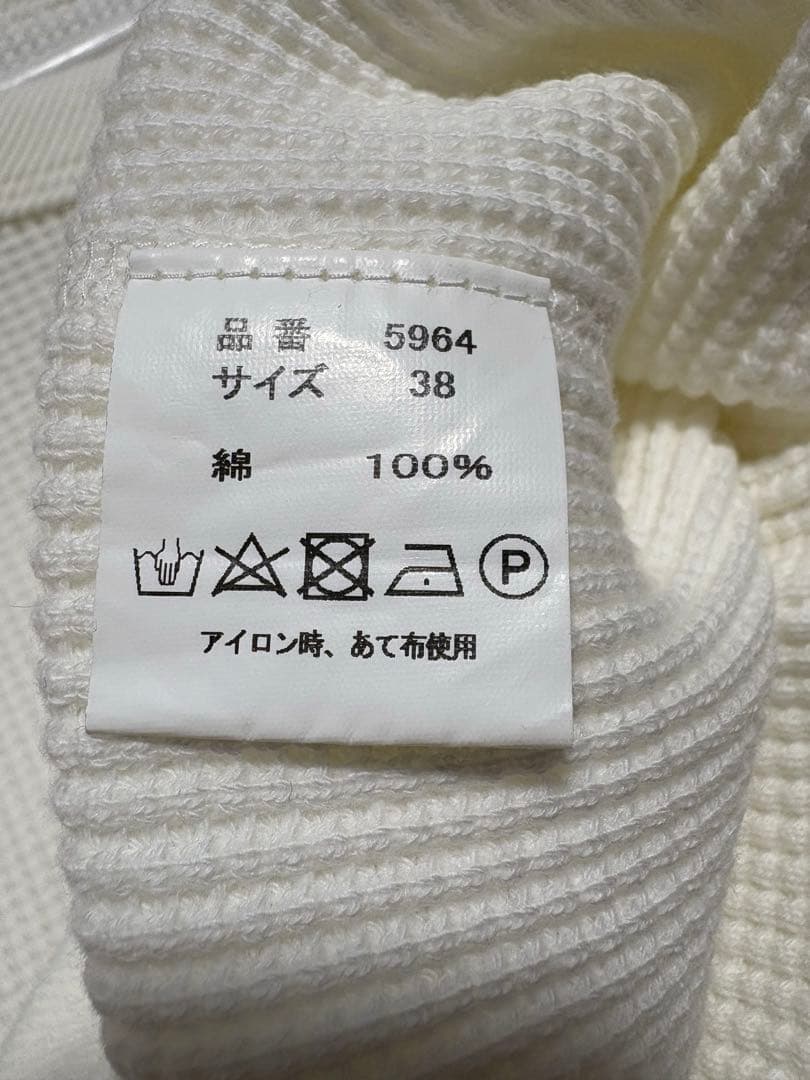 品番 5964
サイズ 38
綿 100%
P
アイロン時、あて布使用